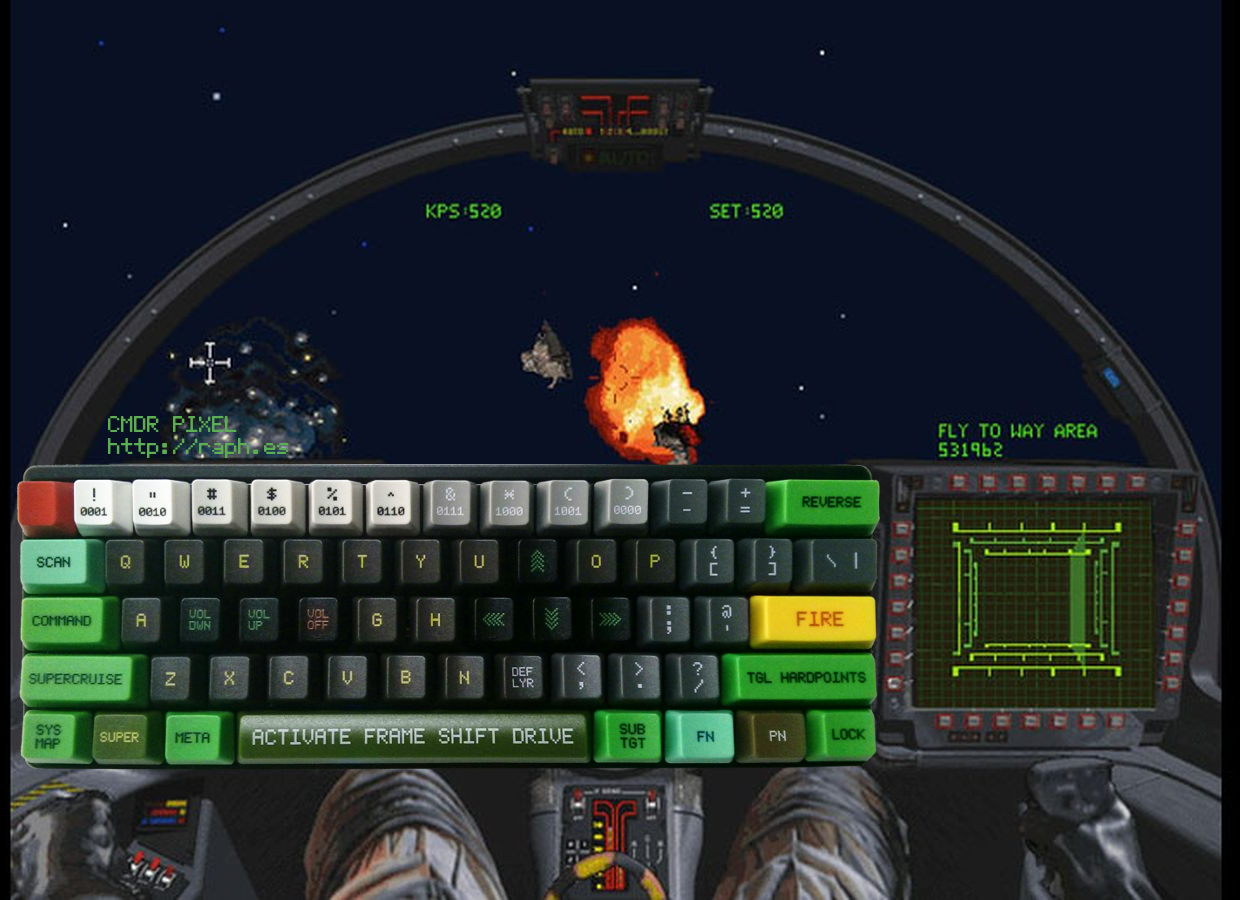 AUTO
KPS:520 SET:520
CMDR PIXEL
http://raph.es
FLY TO WAY AREA
531962
! " # $ % ^ & * ( ) - +
0001 0010 0011 0100 0101 0110 0111 1000 1001 0000 - =
REVERSE
SCAN Q W E R T Y U O P { } \ |
[ ]
COMMAND A VOL DWN VOL UP VOL OFF G H : @ FIRE
; '
SUPERCRUISE Z X C V B N DEF LYR < > ? TGL HARDPOINTS
, . /
SYS MAP SUPER META ACTIVATE FRAME SHIFT DRIVE SUB TGT FN PN LOCK